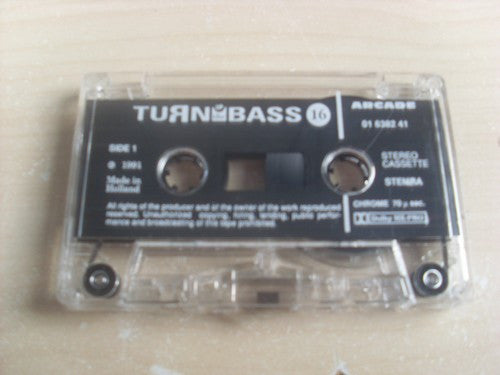 TUЯN UP THE BASS 16
ARCADE
01 6382 41
SIDE 1
℗ 1991
Made in
Holland
STEREO
CASSETTE
STEMRA
All rights of the producer and of the owner of the work reproduced
reserved. Unauthorized copying, hiring, lending, public perfor-
mance and broadcasting of this tape prohibited.
CHROME 70 µ sec.
Dolby HX PRO